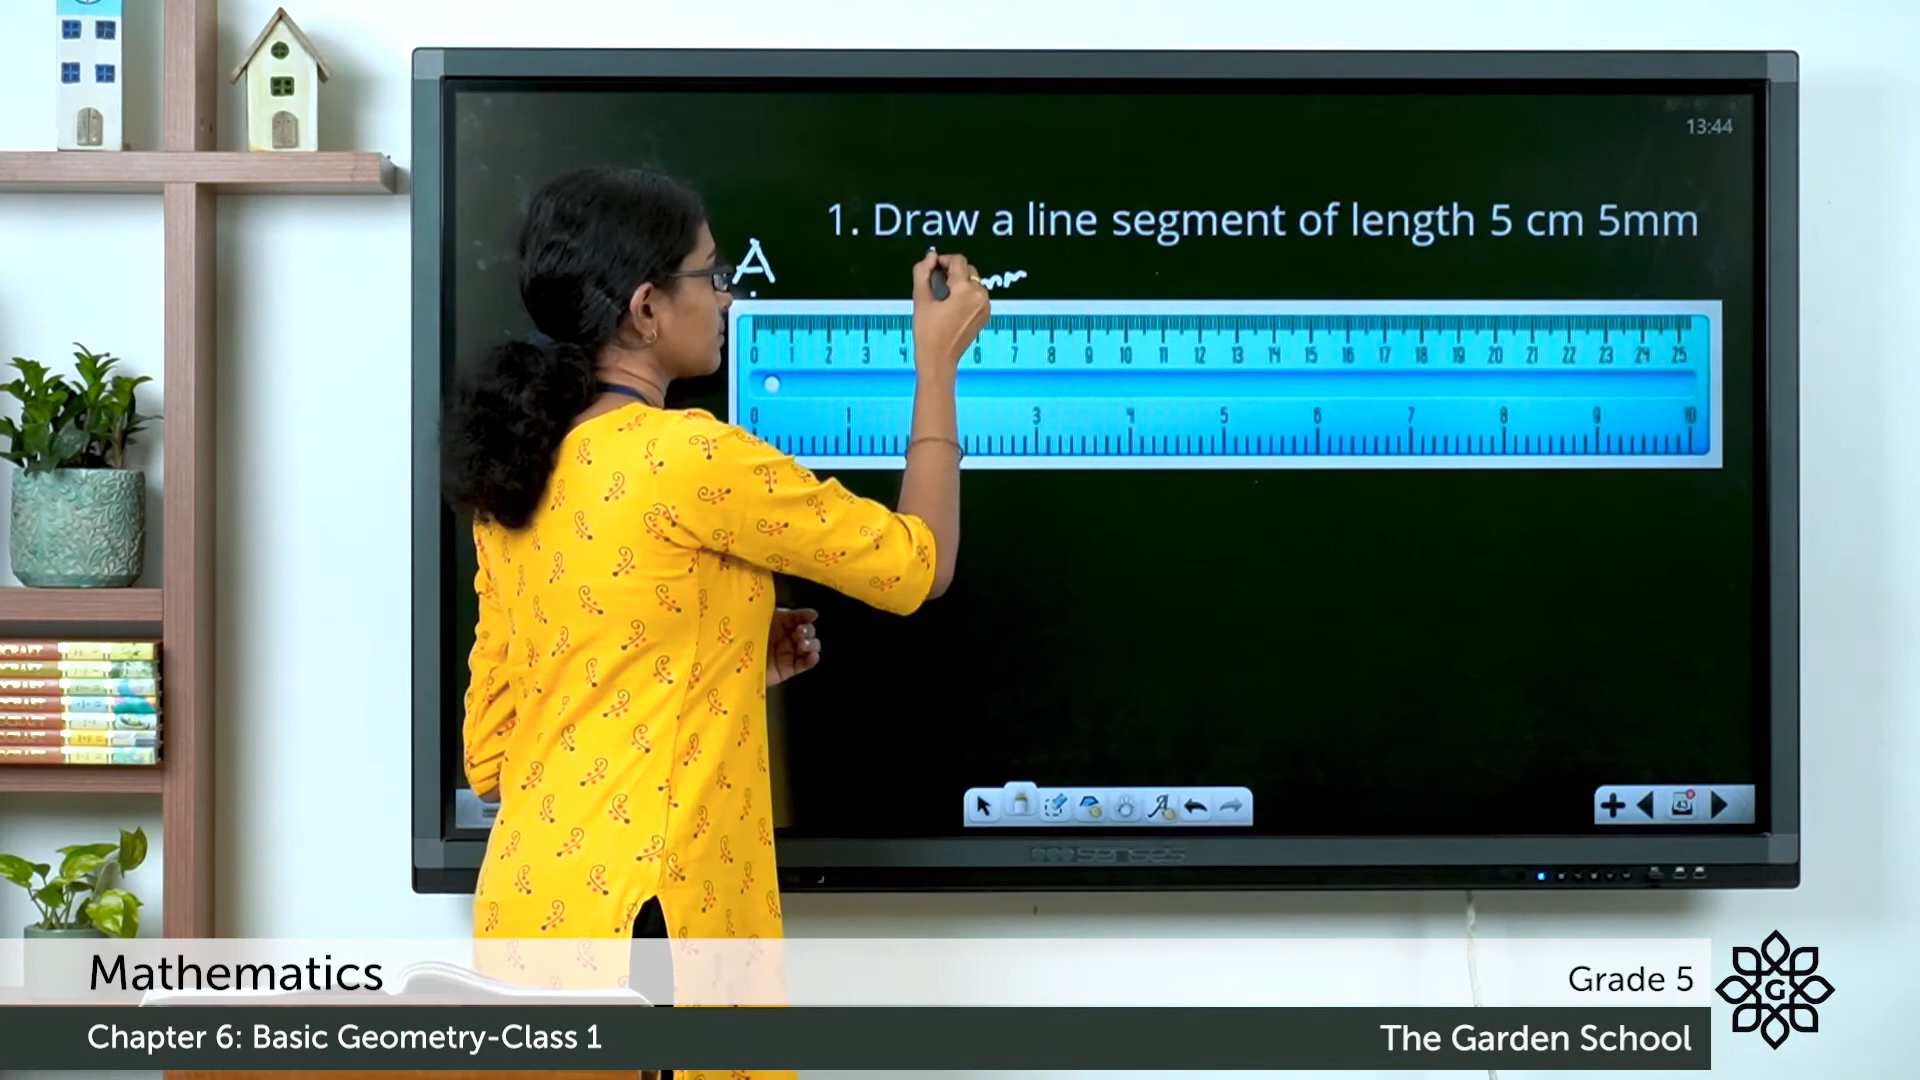 13:44
1. Draw a line segment of length 5 cm 5mm
A
mm
0 1 2 3 4 6 7 8 9 10 11 12 13 14 15 16 17 18 19 20 21 22 23 24 25
0 1 3 4 5 6 7 8 9 10
43
senses
Mathematics
Grade 5
G
Chapter 6: Basic Geometry-Class 1
The Garden School